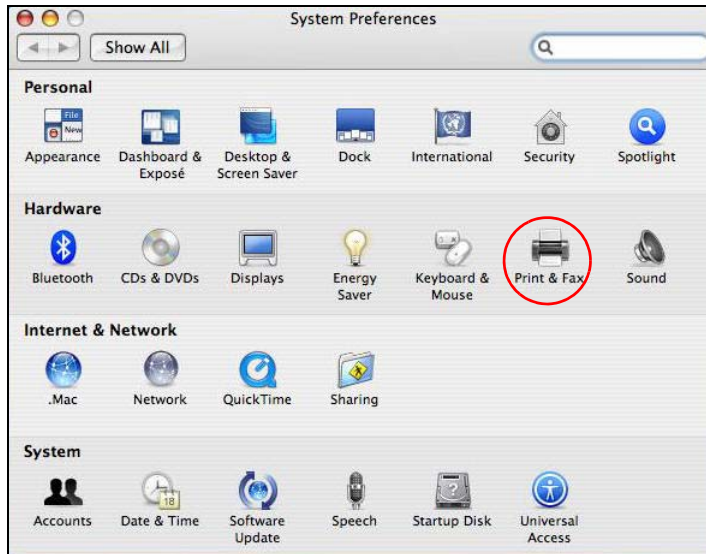 System Preferences
Show All
Personal
File
New
Appearance
Dashboard &
Exposé
Desktop &
Screen Saver
Dock
International
Security
Spotlight
Hardware
Bluetooth
CDs & DVDs
Displays
Energy
Saver
Keyboard &
Mouse
Print & Fax
Sound
Internet & Network
.Mac
Network
QuickTime
Sharing
System
18
?
Accounts
Date & Time
Software
Update
Speech
Startup Disk
Universal
Access